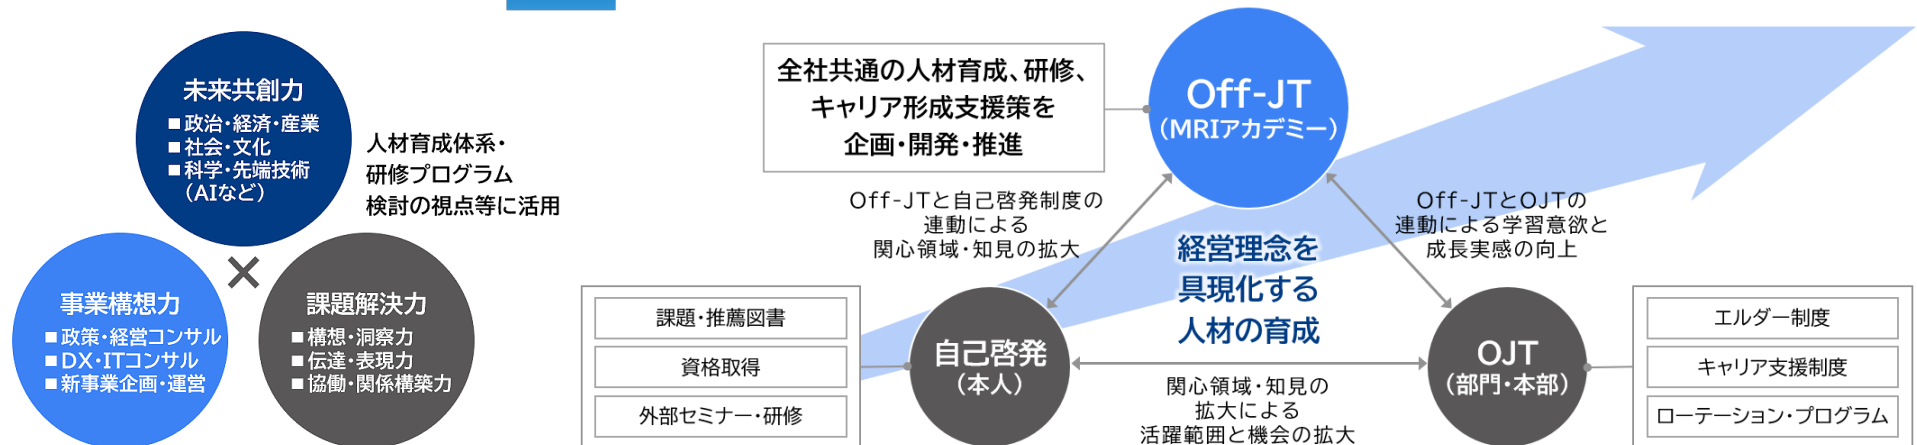 未来共創力
■政治・経済・産業
■社会・文化
■科学・先端技術
（AIなど）
人材育成体系・
研修プログラム
検討の視点等に活用
×
事業構想力
■政策・経営コンサル
■DX・ITコンサル
■新事業企画・運営
課題解決力
■構想・洞察力
■伝達・表現力
■協働・関係構築力
全社共通の人材育成、研修、
キャリア形成支援策を
企画・開発・推進
Off-JT
（MRIアカデミー）
Off-JTと自己啓発制度の
連動による
関心領域・知見の拡大
Off-JTとOJTの
連動による学習意欲と
成長実感の向上
経営理念を
具現化する
人材の育成
課題・推薦図書
資格取得
外部セミナー・研修
自己啓発
（本人）
関心領域・知見の
拡大による
活躍範囲と機会の拡大
OJT
（部門・本部）
エルダー制度
キャリア支援制度
ローテーション・プログラム